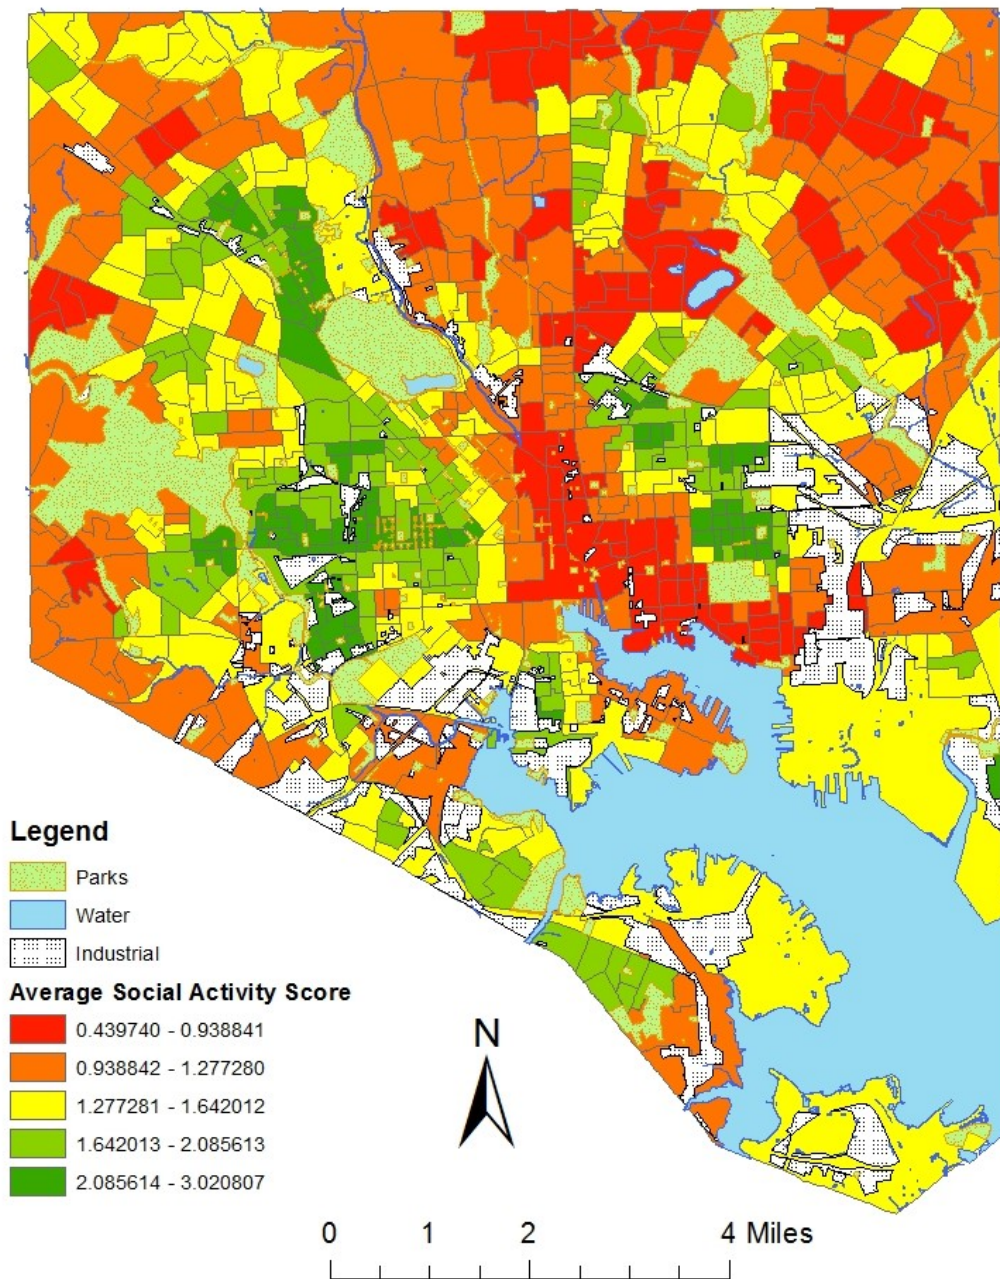 Legend
Parks
Water
Industrial
Average Social Activity Score
0.439740 - 0.938841
0.938842 - 1.277280
1.277281 - 1.642012
1.642013 - 2.085613
2.085614 - 3.020807
N
0 1 2 4 Miles